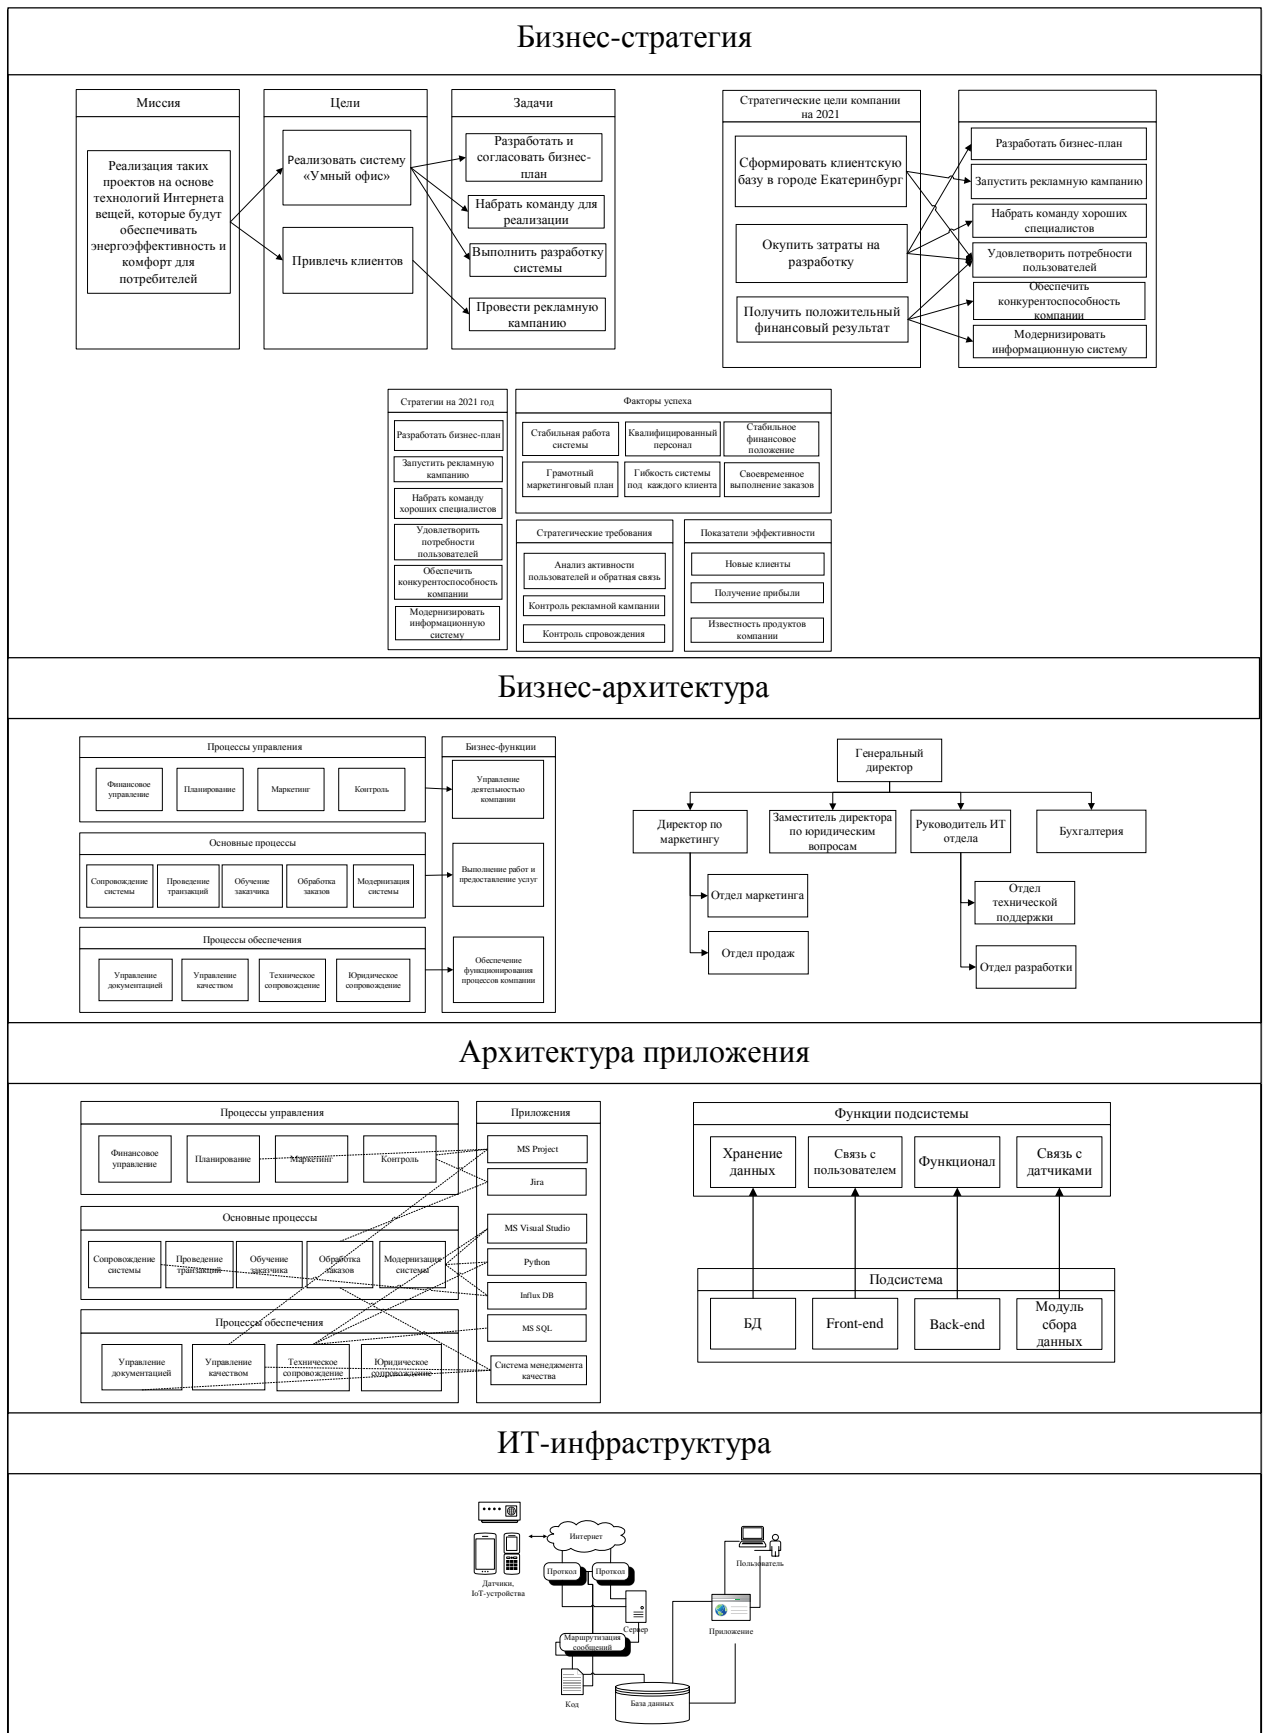 Бизнес-стратегия
Миссия
Реализация таких
проектов на основе
технологий Интернета
вещей, которые будут
обеспечивать
энергоэффективность и
комфорт для
потребителей
Цели
Реализовать систему
«Умный офис»
Привлечь клиентов
Задачи
Разработать и
согласовать бизнес-
план
Набрать команду для
реализации
Выполнить разработку
системы
Провести рекламную
кампанию
Стратегические цели компании
на 2021
Сформировать клиентскую
базу в городе Екатеринбург
Окупить затраты на
разработку
Получить положительный
финансовый результат
Разработать бизнес-план
Запустить рекламную кампанию
Набрать команду хороших
специалистов
Удовлетворить потребности
пользователей
Обеспечить
конкурентоспособность
компании
Модернизировать
информационную систему
Стратегии на 2021 год
Разработать бизнес-план
Запустить рекламную
кампанию
Набрать команду
хороших специалистов
Удовлетворить
потребности
пользователей
Обеспечить
конкурентоспособность
компании
Модернизировать
информационную
систему
Факторы успеха
Стабильная работа
системы
Квалифицированный
персонал
Стабильное
финансовое
положение
Грамотный
маркетинговый план
Гибкость системы
под каждого клиента
Своевременное
выполнение заказов
Стратегические требования
Анализ активности
пользователей и обратная связь
Контроль рекламной кампании
Контроль спровождения
Показатели эффективности
Новые клиенты
Получение прибыли
Известность продуктов
компании
Бизнес-архитектура
Процессы управления
Финансовое
управление
Планирование
Маркетинг
Контроль
Основные процессы
Сопровождение
системы
Проведение
транзакций
Обучение
заказчика
Обработка
заказов
Модернизация
системы
Процессы обеспечения
Управление
документацией
Управление
качеством
Техническое
сопровождение
Юридическое
сопровождение
Бизнес-функции
Управление
деятельностью
компании
Выполнение работ и
предоставление услуг
Обеспечение
функционирования
процессов компании
Генеральный
директор
Директор по
маркетингу
Заместитель директора
по юридическим
вопросам
Руководитель ИТ
отдела
Бухгалтерия
Отдел маркетинга
Отдел продаж
Отдел
технической
поддержки
Отдел разработки
Архитектура приложения
Процессы управления
Финансовое
управление
Планирование
Маркетинг
Контроль
Основные процессы
Сопровождение
системы
Проведение
транзакций
Обучение
заказчика
Обработка
заказов
Модернизация
системы
Процессы обеспечения
Управление
документацией
Управление
качеством
Техническое
сопровождение
Юридическое
сопровождение
Приложения
MS Project
Jira
MS Visual Studio
Python
Influx DB
MS SQL
Система менеджмента
качества
Функции подсистемы
Хранение
данных
Связь с
пользователем
Функционал
Связь с
датчиками
Подсистема
БД
Front-end
Back-end
Модуль
сбора
данных
ИТ-инфраструктура
Интернет
Датчики,
IoT-устройства
Проткол
Проткол
Сервер
Маршрутизация
сообщений
Код
База данных
Приложение
Пользователь